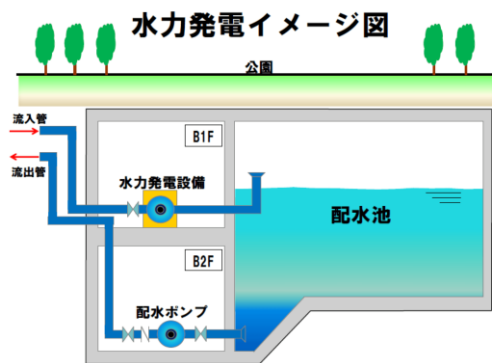 水力発電イメージ図
公園
流入管
流出管
B1F
水力発電設備
配水池
B2F
配水ポンプ